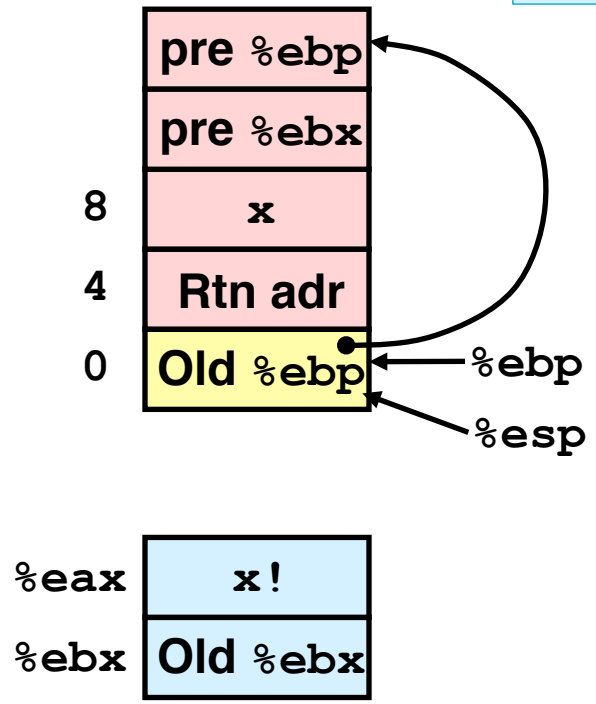 pre %ebp
pre %ebx
8 x
4 Rtn adr
0 Old %ebp %ebp
%esp
%eax x!
%ebx Old %ebx